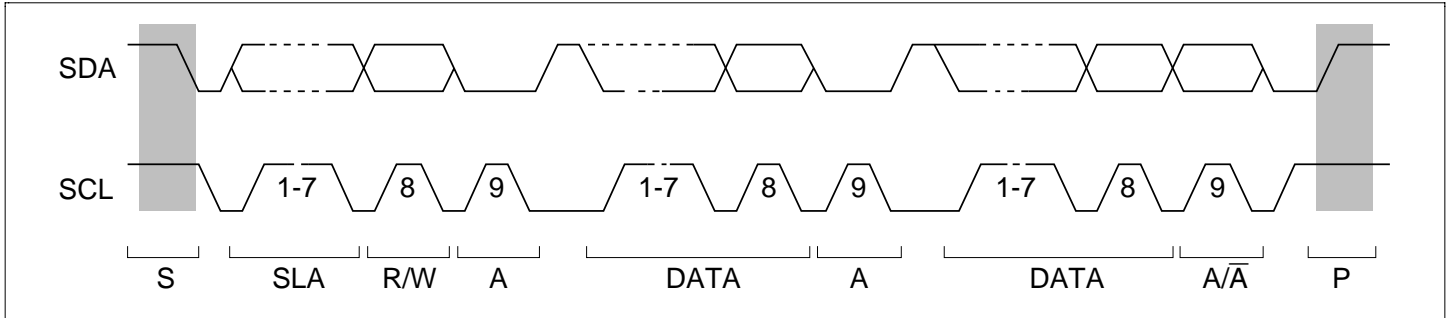 SDA
SCL 1-7 8 9 1-7 8 9 1-7 8 9
S SLA R/W A DATA A DATA A/A̅ P